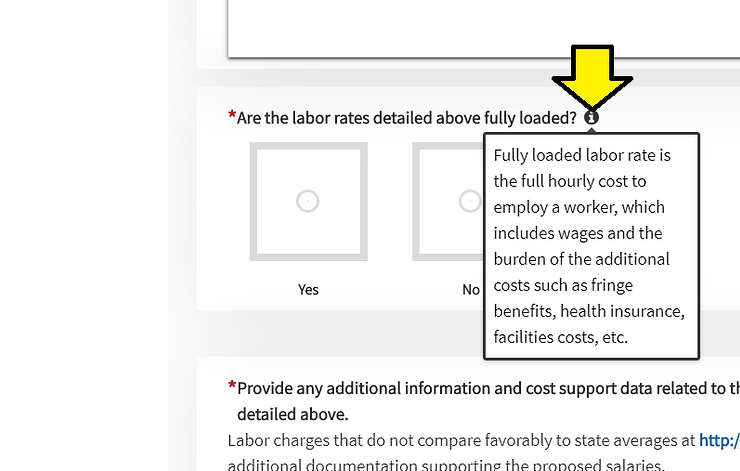 *Are the labor rates detailed above fully loaded? i
Fully loaded labor rate is
the full hourly cost to
employ a worker, which
includes wages and the
burden of the additional
costs such as fringe
benefits, health insurance,
facilities costs, etc.
Yes
No
*Provide any additional information and cost support data related to
detailed above.
Labor charges that do not compare favorably to state averages at http:/
additional documentation supporting the proposed salaries.